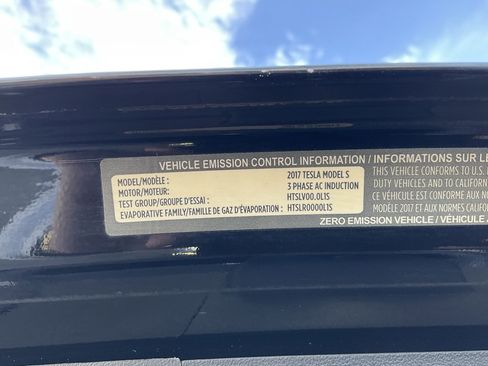 VEHICLE EMISSION CONTROL INFORMATION / INFORMATIONS SUR LE
MODEL/MODÈLE : 2017 TESLA MODEL S
MOTOR/MOTEUR: 3 PHASE AC INDUCTION
TEST GROUP/GROUPE D'ESSAI : HTSLV00.0L1S
EVAPORATIVE FAMILY/FAMILLE DE GAZ D'ÉVAPORATION : HTSLR0000L1S
THIS VEHICLE CONFORMS TO U.S.
DUTY VEHICLES AND TO CALIFOR
CE VÉHICULE EST CONFORME AUX
MODÈLE 2017 ET AUX NORMES CALIFOR
ZERO EMISSION VEHICLE / VÉHICULE